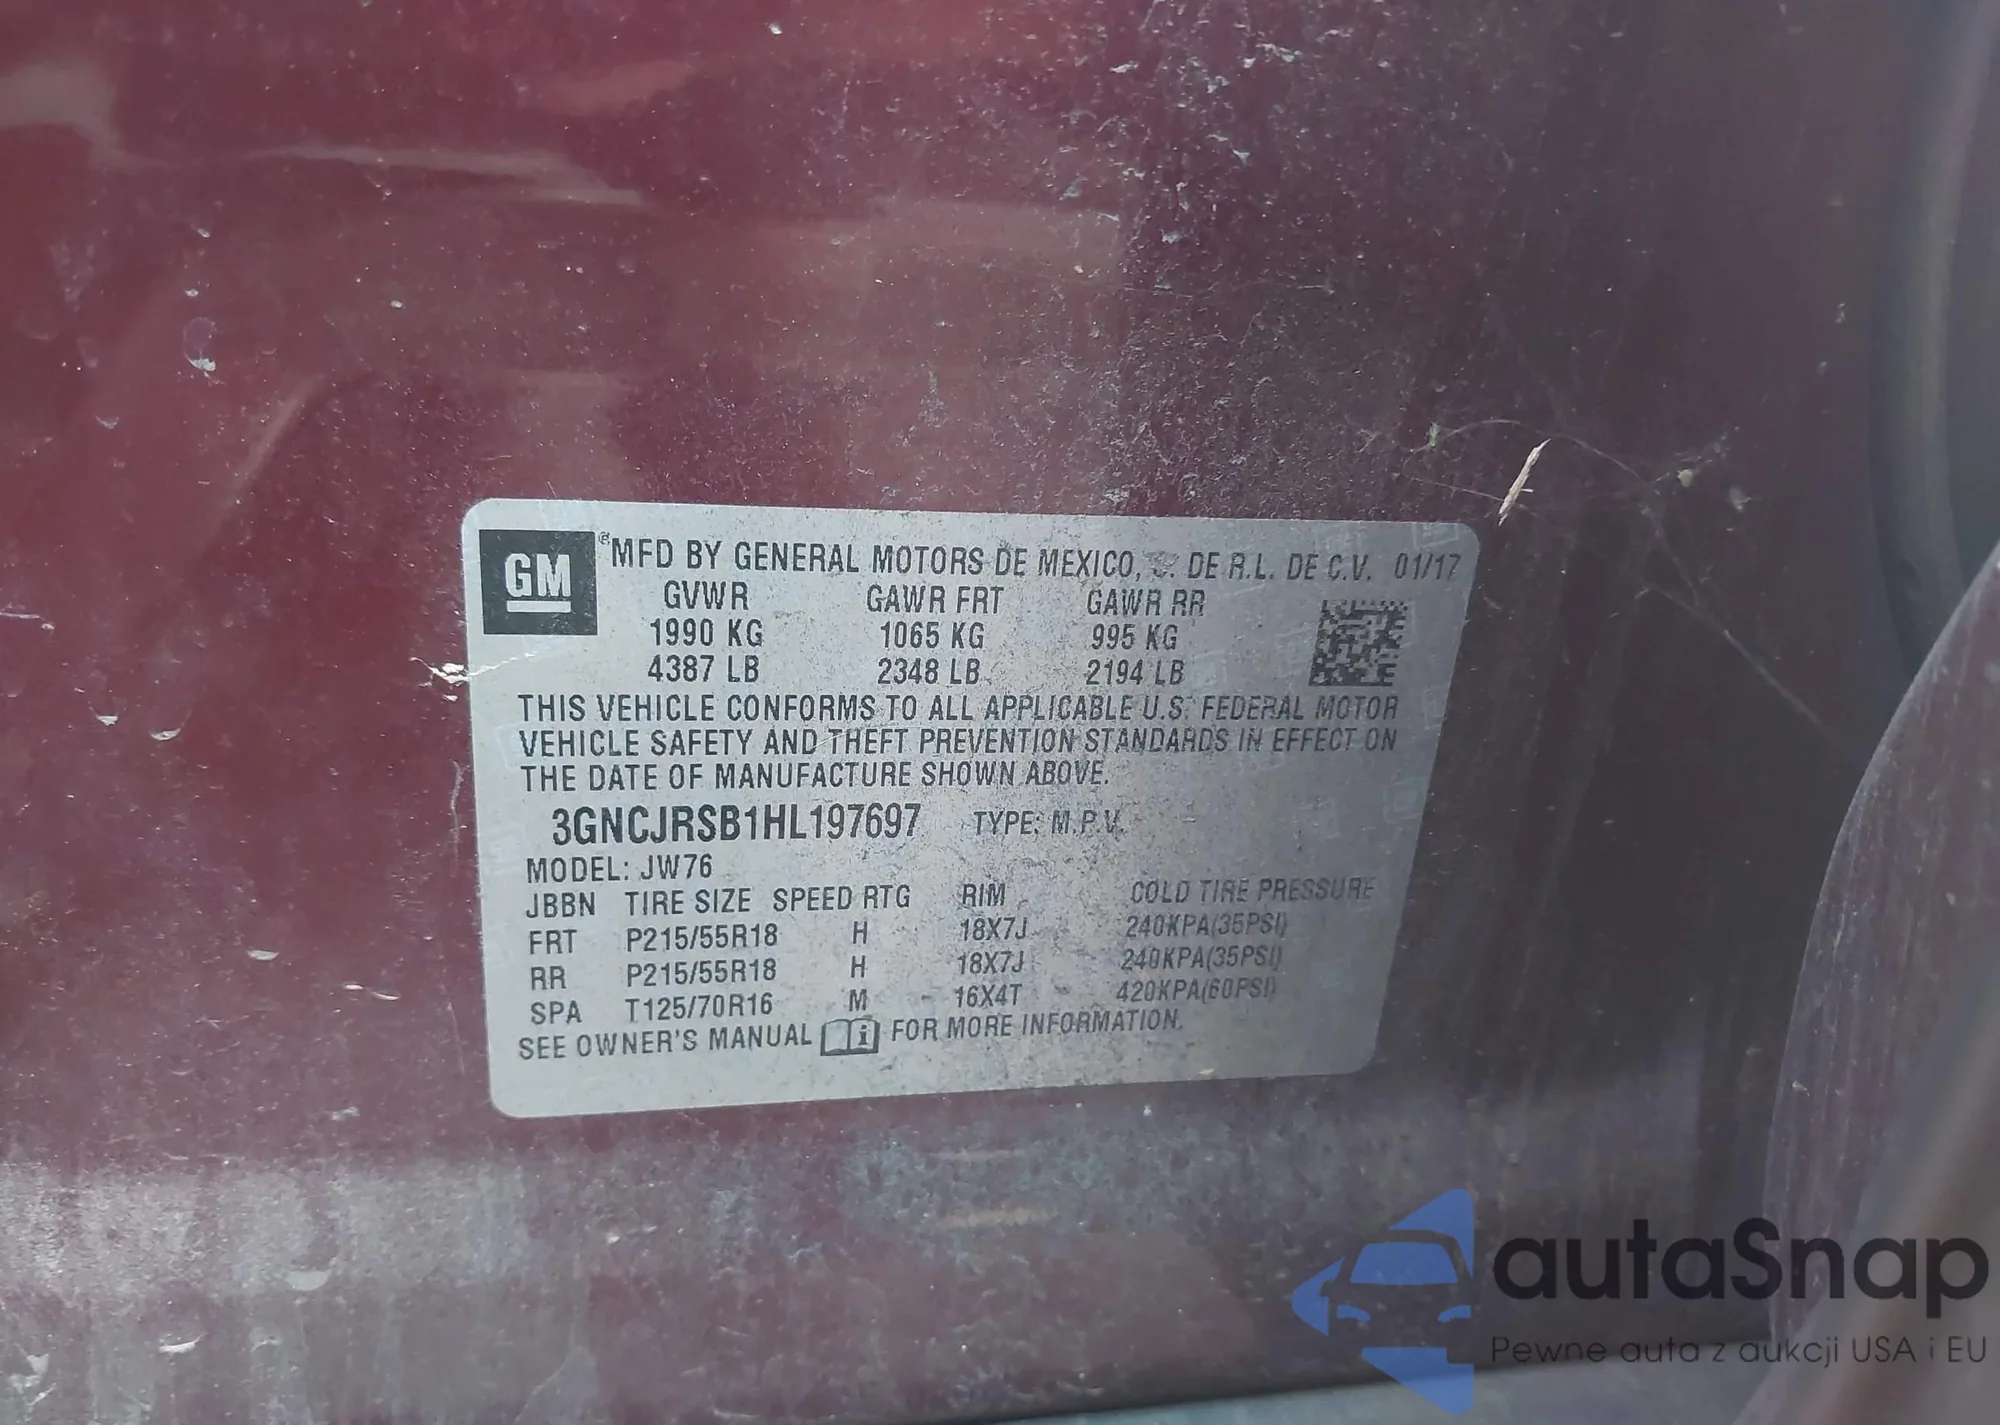 GM ® MFD BY GENERAL MOTORS DE MEXICO, S. DE R.L. DE C.V. 01/17
GVWR GAWR FRT GAWR RR
1990 KG 1065 KG 995 KG
4387 LB 2348 LB 2194 LB
THIS VEHICLE CONFORMS TO ALL APPLICABLE U.S. FEDERAL MOTOR
VEHICLE SAFETY AND THEFT PREVENTION STANDARDS IN EFFECT ON
THE DATE OF MANUFACTURE SHOWN ABOVE.
3GNCJRSB1HL197697 TYPE: M.P.V.
MODEL: JW76
JBBN TIRE SIZE SPEED RTG RIM COLD TIRE PRESSURE
FRT P215/55R18 H 18X7J 240KPA(35PSI)
RR P215/55R18 H 18X7J 240KPA(35PSI)
SPA T125/70R16 M 16X4T 420KPA(60PSI)
SEE OWNER'S MANUAL FOR MORE INFORMATION.
autaSnap
Pewne auta z aukcji USA i EU